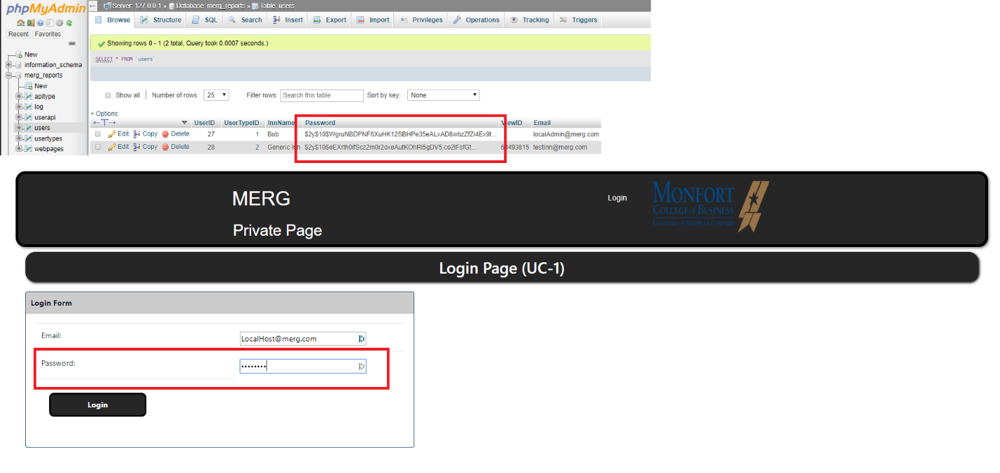 phpMyAdmin
Recent Favorites
New
information_schema
merg_reports
New
apitype
log
userapi
users
usertypes
webpages
Server: 127.0.0.1 » Database: merg_reports » Table: users
Browse Structure SQL Search Insert Export Import Privileges Operations Tracking Triggers
Showing rows 0 - 1 (2 total, Query took 0.0007 seconds.)
SELECT * FROM `users`
Show all Number of rows: 25 Filter rows: Search this table Sort by key: None
+ Options
←T→ UserID UserTypeID InnName Password ViewID Email
Edit Copy Delete 27 1 Bob $2y$10$WgruNBDPNF6XuHK12SBHPe35eALxAD8wbzZfZi4Ex9t... localAdmin@merg.com
Edit Copy Delete 28 2 Generic Inn $2y$10$eEXrth0ifScz2m0r2oxeAutKOhRl5gDV5.co2lFsfGt... 63493815 testInn@merg.com
MERG
Login
MONFORT
COLLEGE of BUSINESS
University of Northern Colorado
Private Page
Login Page (UC-1)
Login Form
Email: LocalHost@merg.com
Password: ••••••••
Login